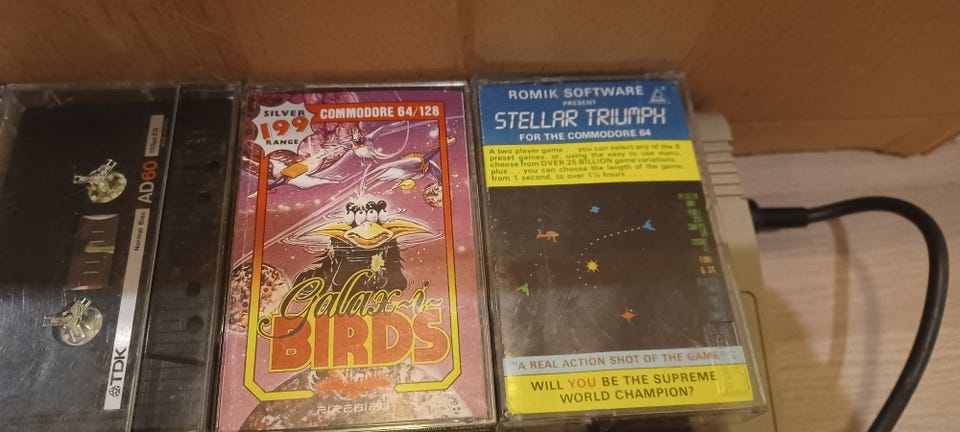 TDK
AD60
Normal Bias
SILVER
199
RANGE
COMMODORE 64/128
Galax-i-
BIRDS
FIREBIRD
ROMIK SOFTWARE
PRESENT
STELLAR TRIUMPH
FOR THE COMMODORE 64
A two player game . . . you can select any of the 8
preset games, or, using the easy to use menu,
choose from OVER 25 BILLION game variations
plus . . . you can choose the length of the game,
from 1 second, to over 1½ hours . . . .
"A REAL ACTION SHOT OF THE GAME"
WILL YOU BE THE SUPREME
WORLD CHAMPION?